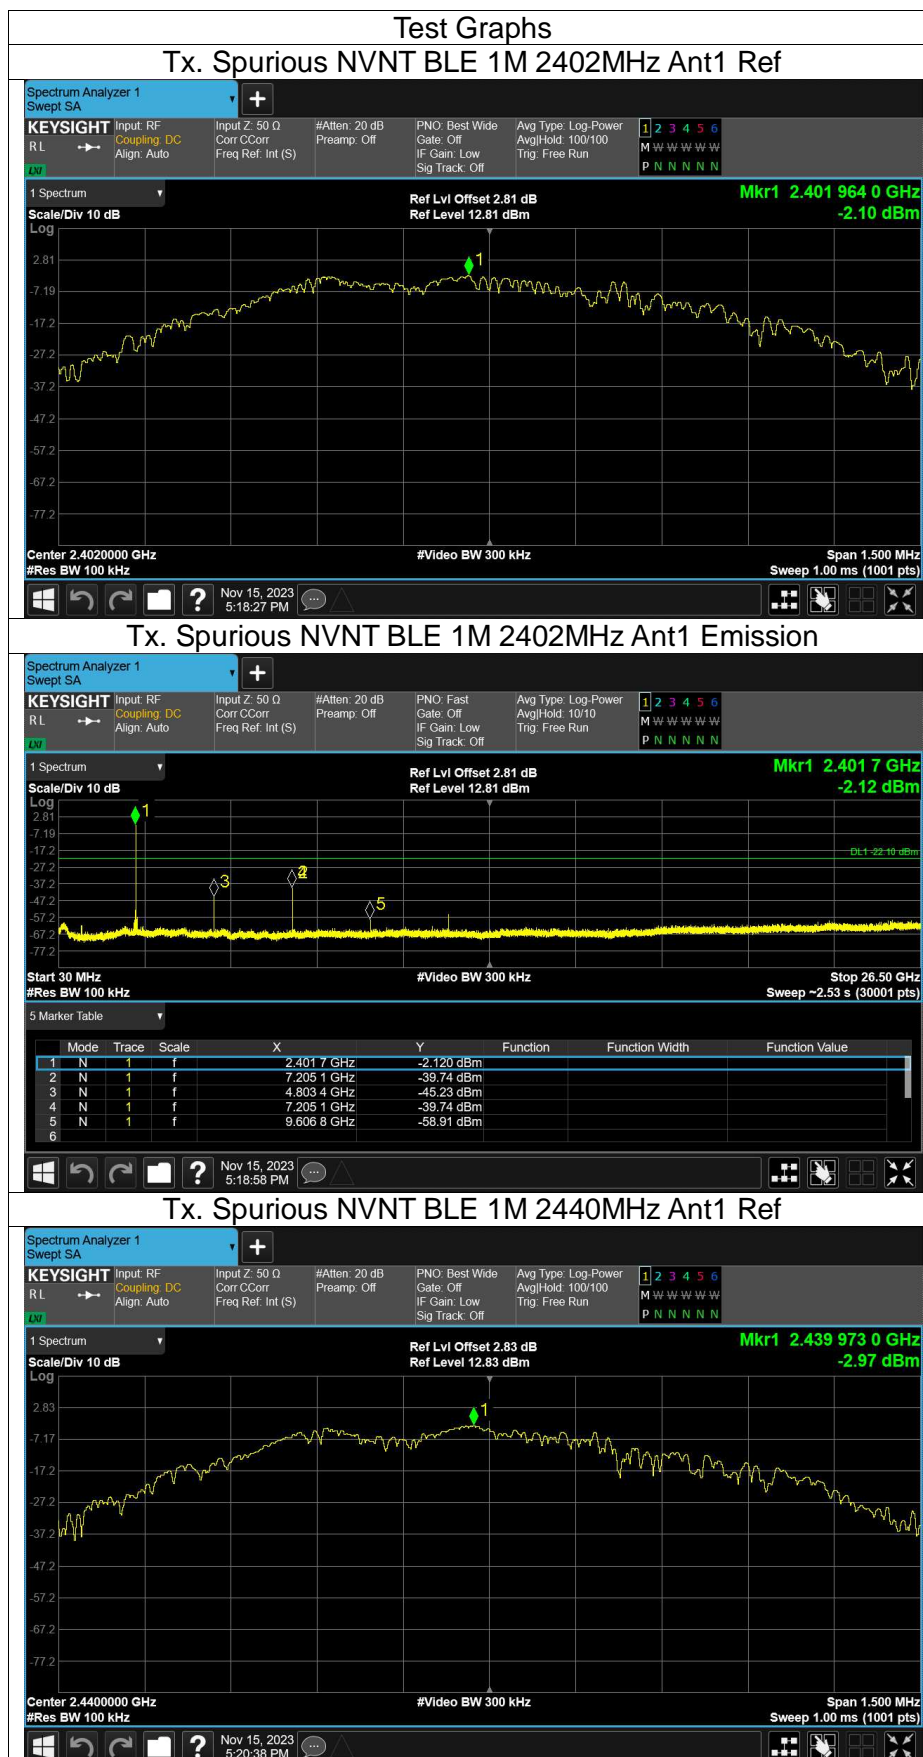 Test Graphs
Tx. Spurious NVNT BLE 1M 2402MHz Ant1 Ref
Spectrum Analyzer 1
Swept SA
+
KEYSIGHT Input: RF Input Z: 50 Ω #Atten: 20 dB PNO: Best Wide Avg Type: Log-Power 1 2 3 4 5 6
RL Coupling: DC Corr CCorr Preamp: Off Gate: Off Avg|Hold: 100/100 M W W W W W
Align: Auto Freq Ref: Int (S) IF Gain: Low Trig: Free Run
LXI Sig Track: Off P N N N N N
1 Spectrum Ref Lvl Offset 2.81 dB Mkr1 2.401 964 0 GHz
Scale/Div 10 dB Ref Level 12.81 dBm -2.10 dBm
Log
1
2.81
-7.19
-17.2
-27.2
-37.2
-47.2
-57.2
-67.2
-77.2
Center 2.4020000 GHz #Video BW 300 kHz Span 1.500 MHz
#Res BW 100 kHz Sweep 1.00 ms (1001 pts)
? Nov 15, 2023
5:18:27 PM
Tx. Spurious NVNT BLE 1M 2402MHz Ant1 Emission
Spectrum Analyzer 1
Swept SA
+
KEYSIGHT Input: RF Input Z: 50 Ω #Atten: 20 dB PNO: Fast Avg Type: Log-Power 1 2 3 4 5 6
RL Coupling: DC Corr CCorr Preamp: Off Gate: Off Avg|Hold: 10/10 M W W W W W
Align: Auto Freq Ref: Int (S) IF Gain: Low Trig: Free Run
LXI Sig Track: Off P N N N N N
1 Spectrum Ref Lvl Offset 2.81 dB Mkr1 2.401 7 GHz
Scale/Div 10 dB Ref Level 12.81 dBm -2.12 dBm
Log
1
2.81
-7.19
-17.2 DL1 -22.10 dBm
-27.2
-37.2 3
-47.2
-57.2 5
-67.2
-77.2
Start 30 MHz #Video BW 300 kHz Stop 26.50 GHz
#Res BW 100 kHz Sweep ~2.53 s (30001 pts)
5 Marker Table
Mode Trace Scale X Y Function Function Width Function Value
1 N 1 f 2.401 7 GHz -2.120 dBm
2 N 1 f 7.205 1 GHz -39.74 dBm
3 N 1 f 4.803 4 GHz -45.23 dBm
4 N 1 f 7.205 1 GHz -39.74 dBm
5 N 1 f 9.606 8 GHz -58.91 dBm
6
? Nov 15, 2023
5:18:58 PM
Tx. Spurious NVNT BLE 1M 2440MHz Ant1 Ref
Spectrum Analyzer 1
Swept SA
+
KEYSIGHT Input: RF Input Z: 50 Ω #Atten: 20 dB PNO: Best Wide Avg Type: Log-Power 1 2 3 4 5 6
RL Coupling: DC Corr CCorr Preamp: Off Gate: Off Avg|Hold: 100/100 M W W W W W
Align: Auto Freq Ref: Int (S) IF Gain: Low Trig: Free Run
LXI Sig Track: Off P N N N N N
1 Spectrum Ref Lvl Offset 2.83 dB Mkr1 2.439 973 0 GHz
Scale/Div 10 dB Ref Level 12.83 dBm -2.97 dBm
Log
2.83
1
-7.17
-17.2
-27.2
-37.2
-47.2
-57.2
-67.2
-77.2
Center 2.4400000 GHz #Video BW 300 kHz Span 1.500 MHz
#Res BW 100 kHz Sweep 1.00 ms (1001 pts)
? Nov 15, 2023
5:20:38 PM